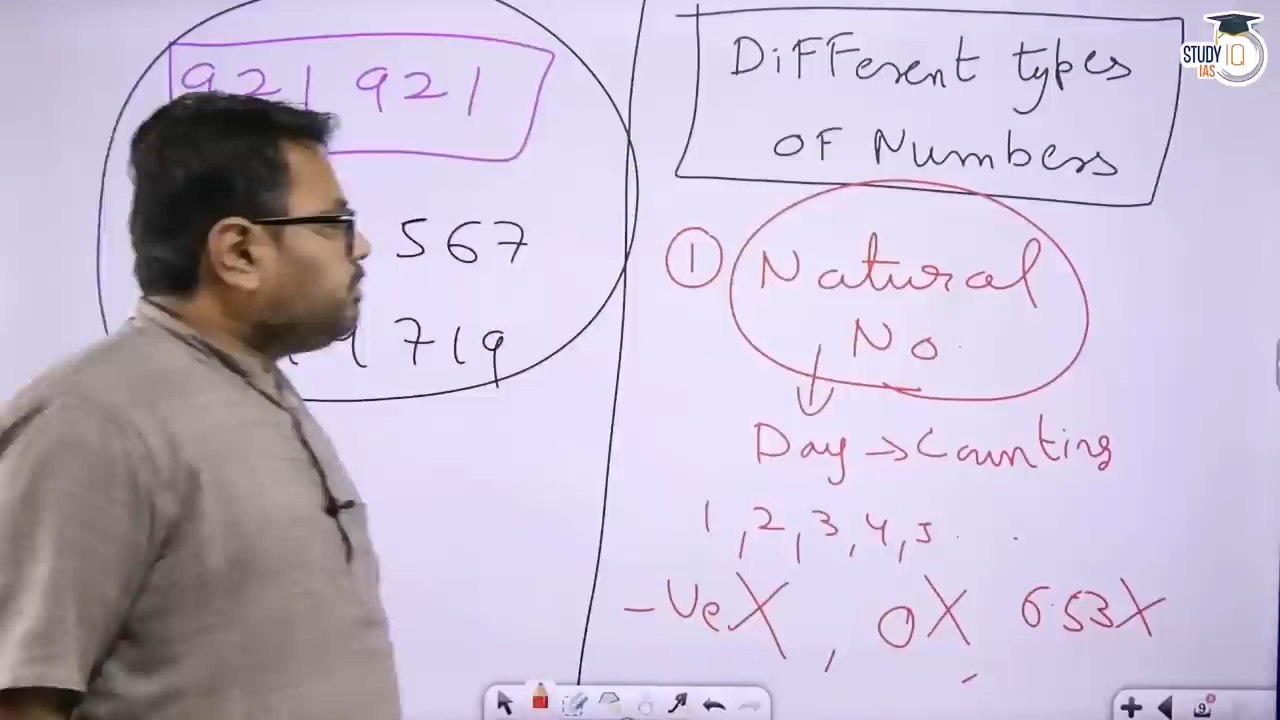 921 921
567
719
DiFFerent types
OF Numbers
① Natural
No.
Day → Counting
1, 2, 3, 4, 5 . .
-ve X, 0 X, 6.53 X
STUDY IQ
IAS
9